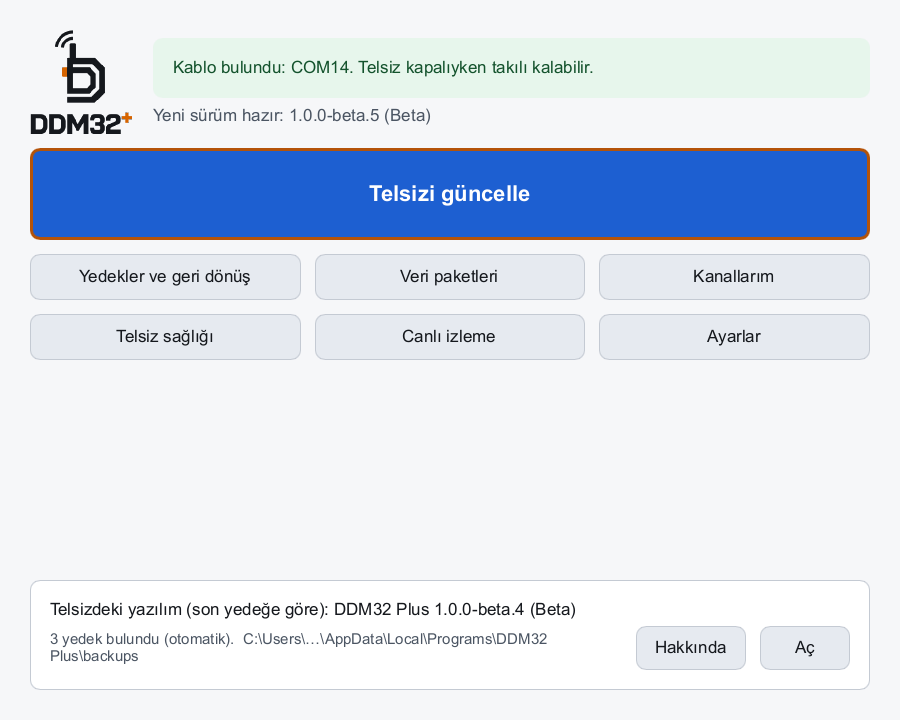 DDM32+
Kablo bulundu: COM14. Telsiz kapalıyken takılı kalabilir.
Yeni sürüm hazır: 1.0.0-beta.5 (Beta)
Telsizi güncelle
Yedekler ve geri dönüş
Veri paketleri
Kanallarım
Telsiz sağlığı
Canlı izleme
Ayarlar
Telsizdeki yazılım (son yedeğe göre): DDM32 Plus 1.0.0-beta.4 (Beta)
3 yedek bulundu (otomatik).  C:\Users\...\AppData\Local\Programs\DDM32
Plus\backups
Hakkında
Aç